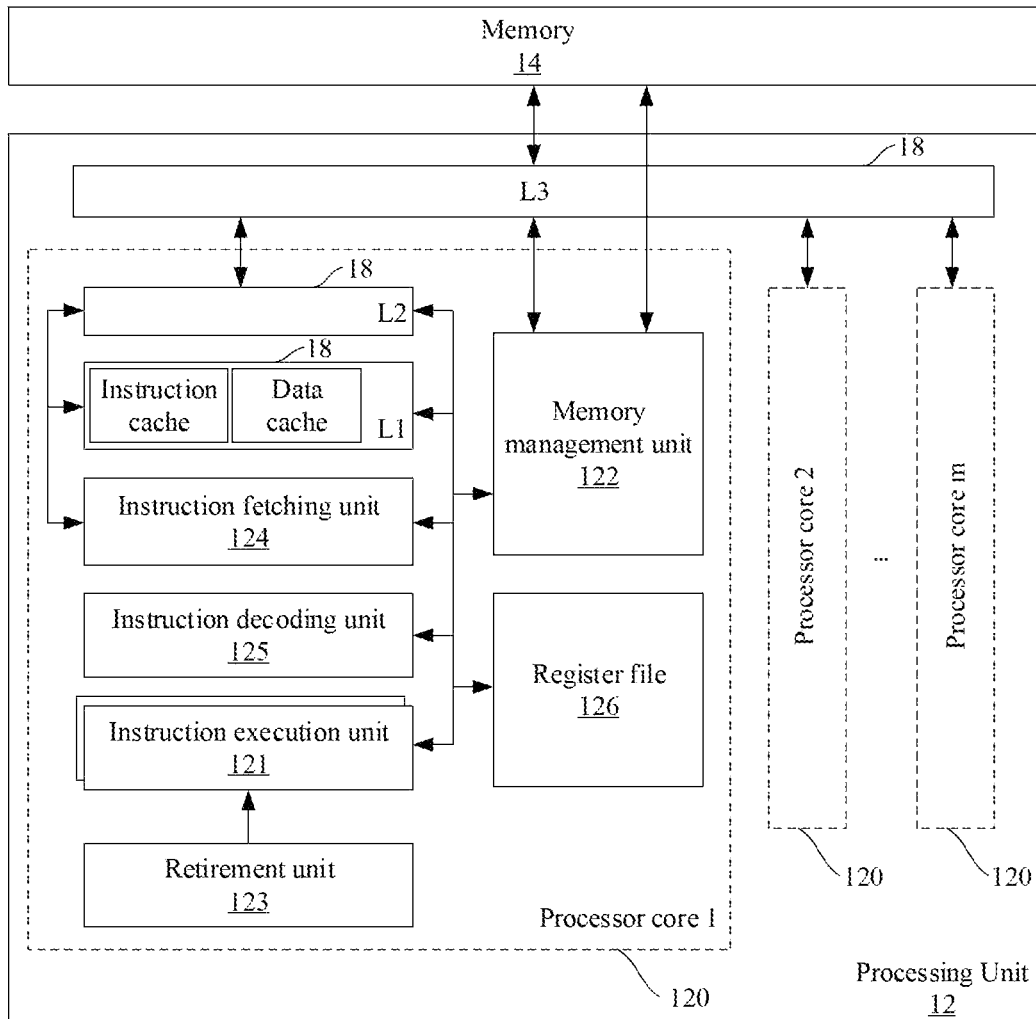 Memory
14
18
L3
18
L2
18
Instruction
cache
Data
cache
L1
Instruction fetching unit
124
Instruction decoding unit
125
Instruction execution unit
121
Retirement unit
123
Memory
management unit
122
Register file
126
Processor core 1
120
Processor core 2
120
...
Processor core m
120
Processing Unit
12